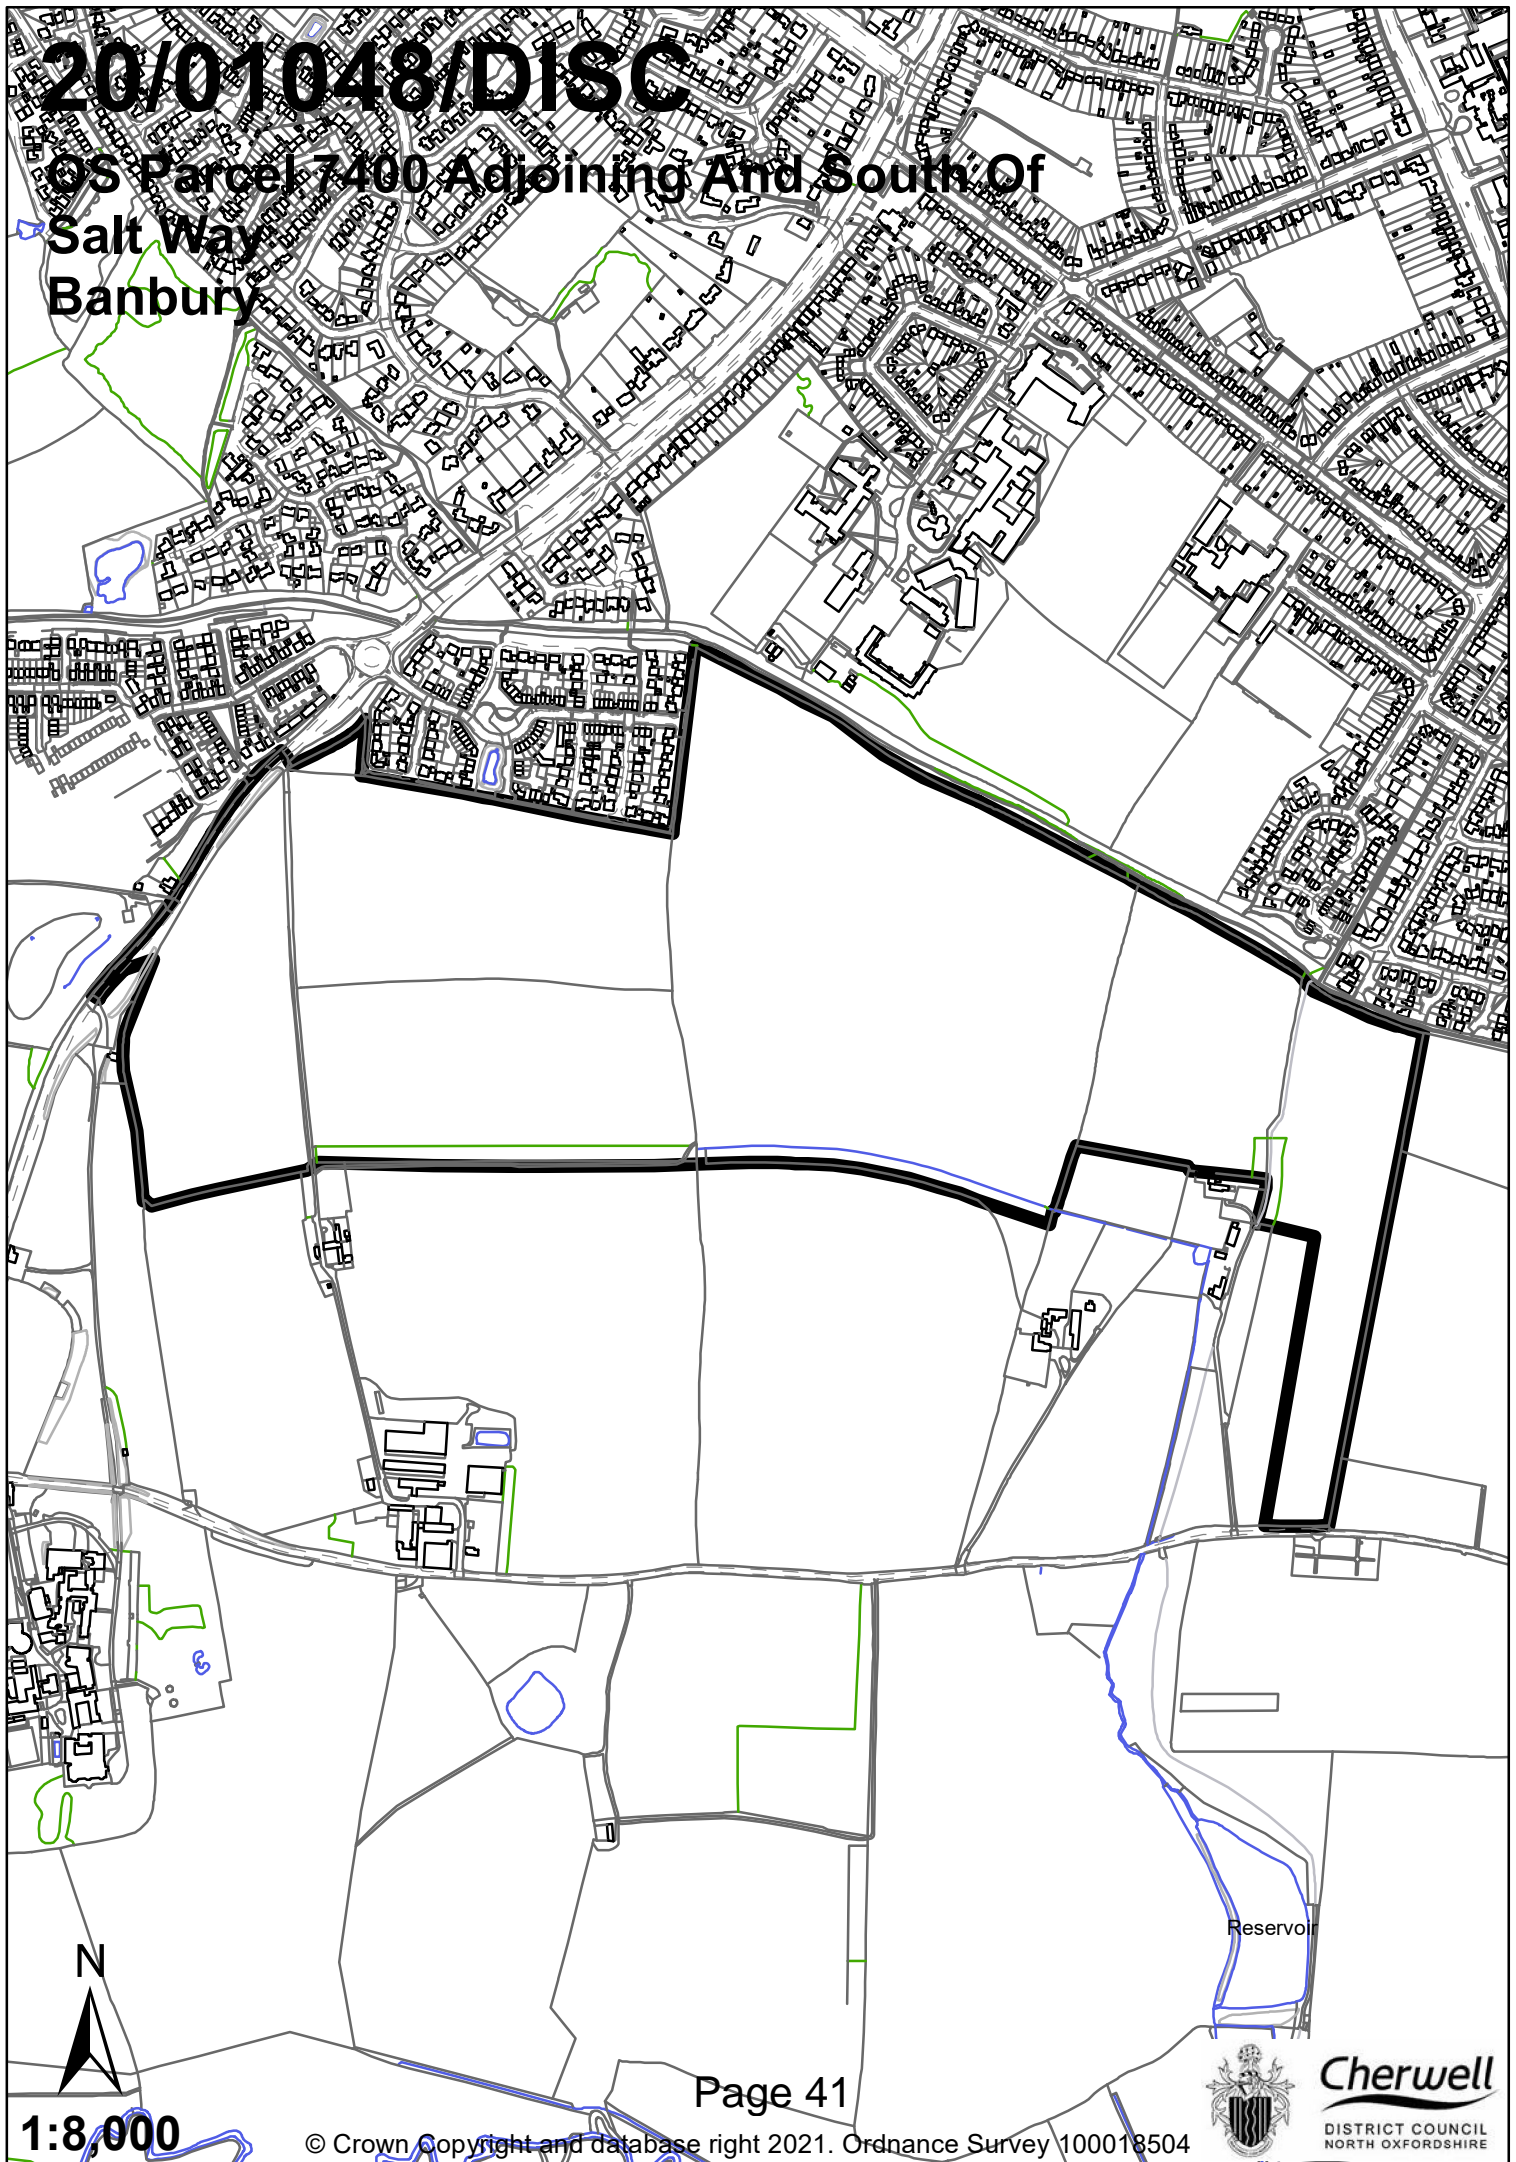 20/01048/DISC
OS Parcel 7400 Adjoining And South Of
Salt Way
Banbury
Reservoir
N
Page 41
1:8,000
© Crown Copyright and database right 2021. Ordnance Survey 100018504
Cherwell
DISTRICT COUNCIL
NORTH OXFORDSHIRE